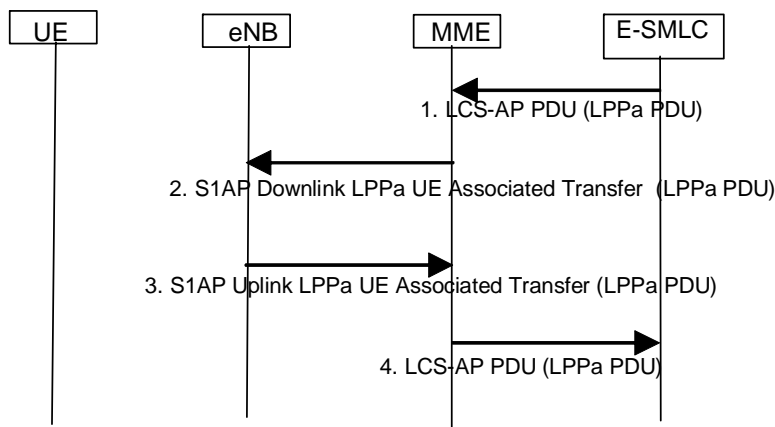 UE
eNB
MME
E-SMLC
1. LCS-AP PDU (LPPa PDU)
2. S1AP Downlink LPPa UE Associated Transfer (LPPa PDU)
3. S1AP Uplink LPPa UE Associated Transfer (LPPa PDU)
4. LCS-AP PDU (LPPa PDU)